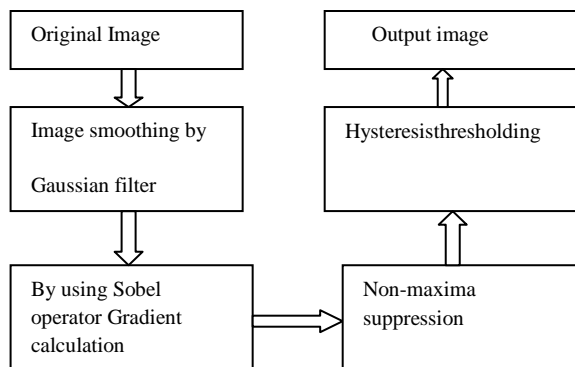 Original Image
Image smoothing by
Gaussian filter
By using Sobel
operator Gradient
calculation
Non-maxima
suppression
Hysteresisthresholding
Output image